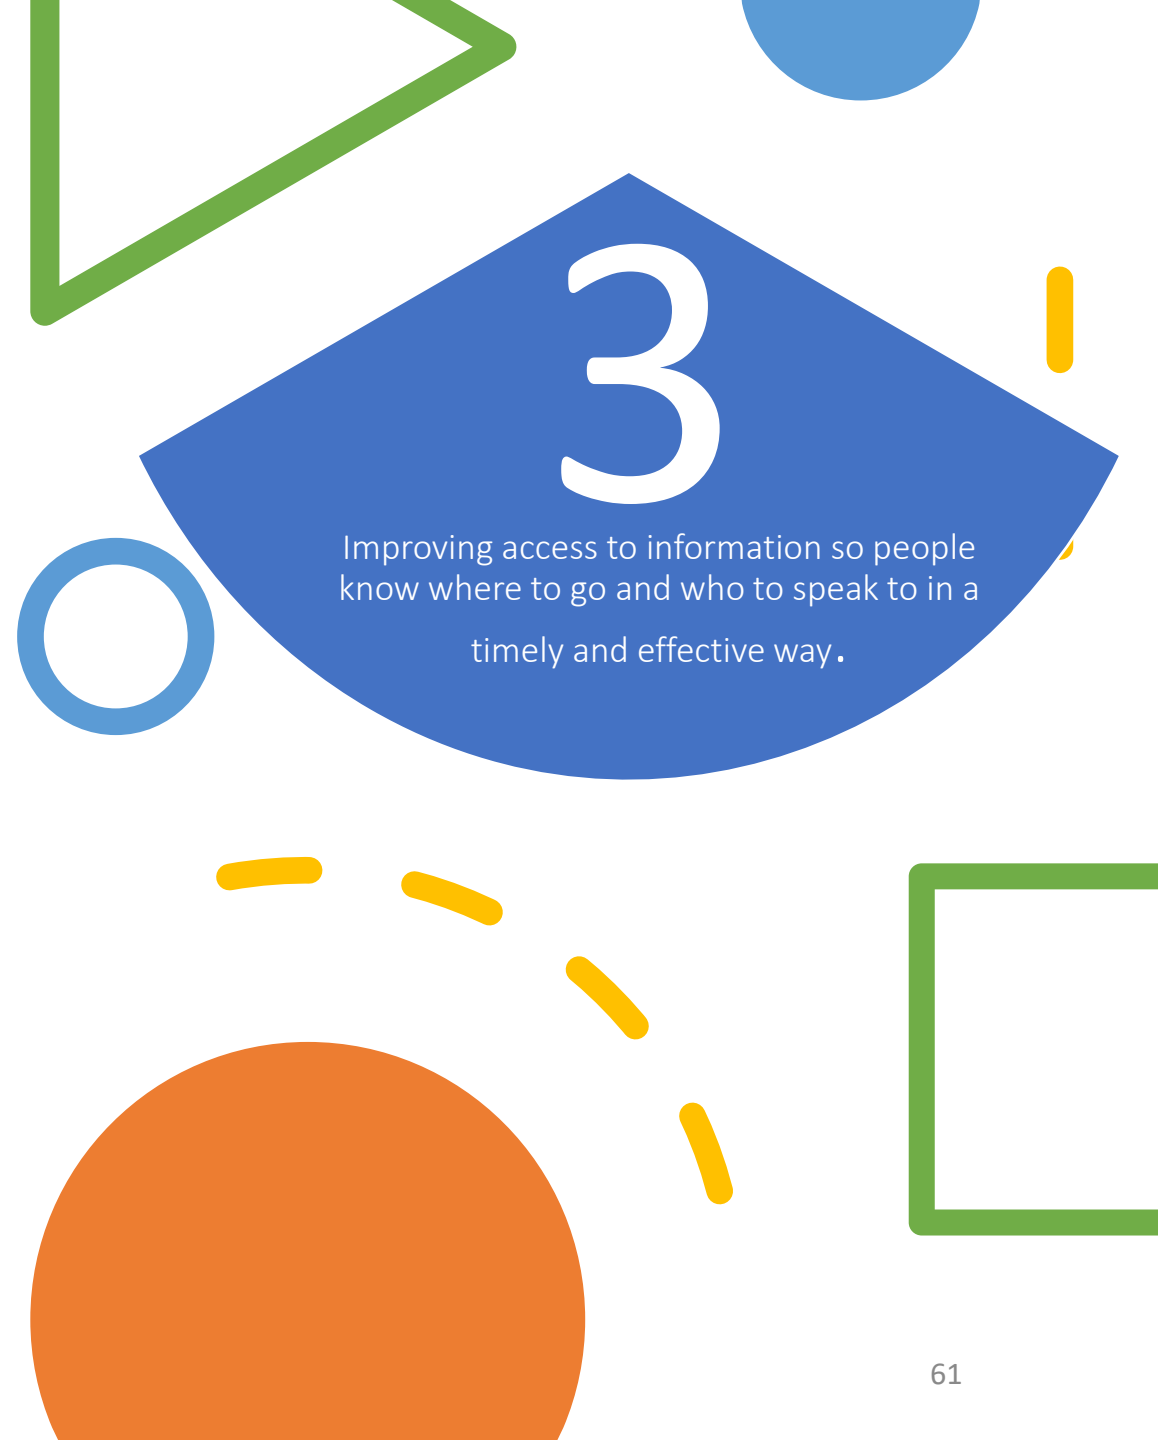 3
Improving access to information so people
know where to go and who to speak to in a
timely and effective way.
61